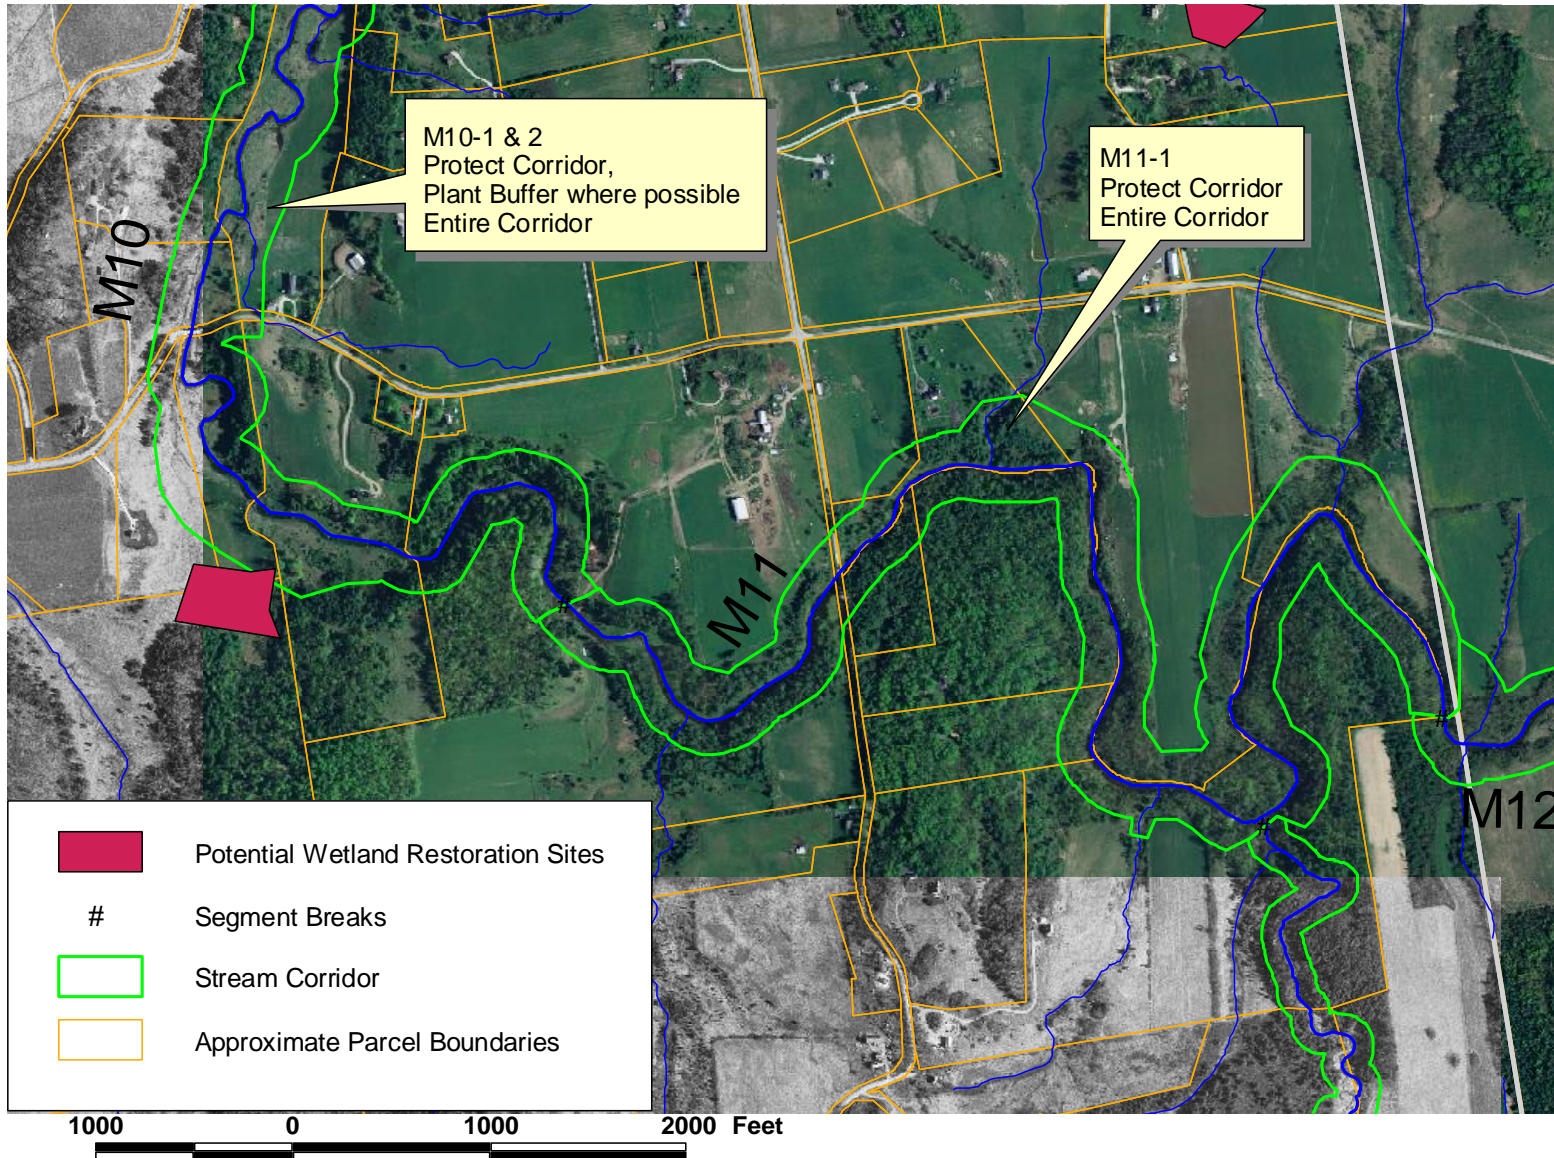 M10-1 & 2
Protect Corridor,
Plant Buffer where possible
Entire Corridor
M11-1
Protect Corridor
Entire Corridor
M10
M11
M12
#
#
#
Potential Wetland Restoration Sites
# Segment Breaks
Stream Corridor
Approximate Parcel Boundaries
1000 0 1000 2000 Feet